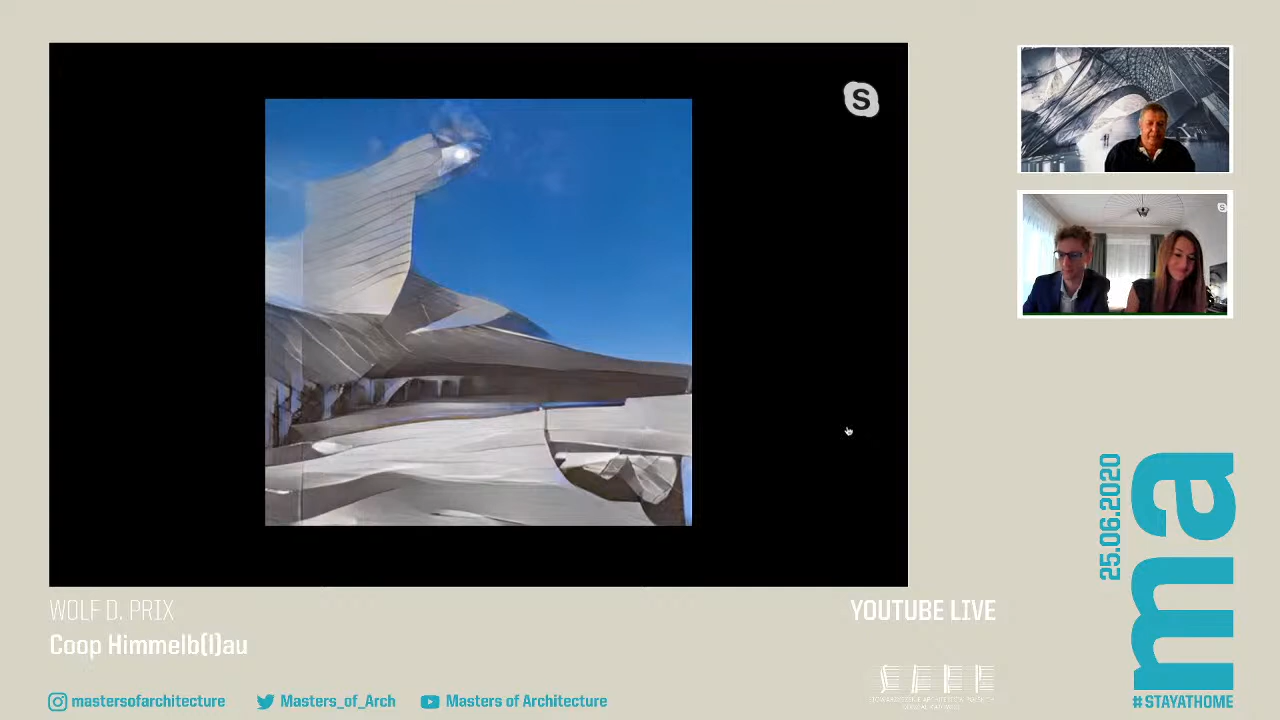 S
S
25.06.2020
ma
#STAYATHOME
WOLF D. PRIX
Coop Himmelb(l)au
YOUTUBE LIVE
mastersofarchitecture
Masters_of_Arch
Masters of Architecture